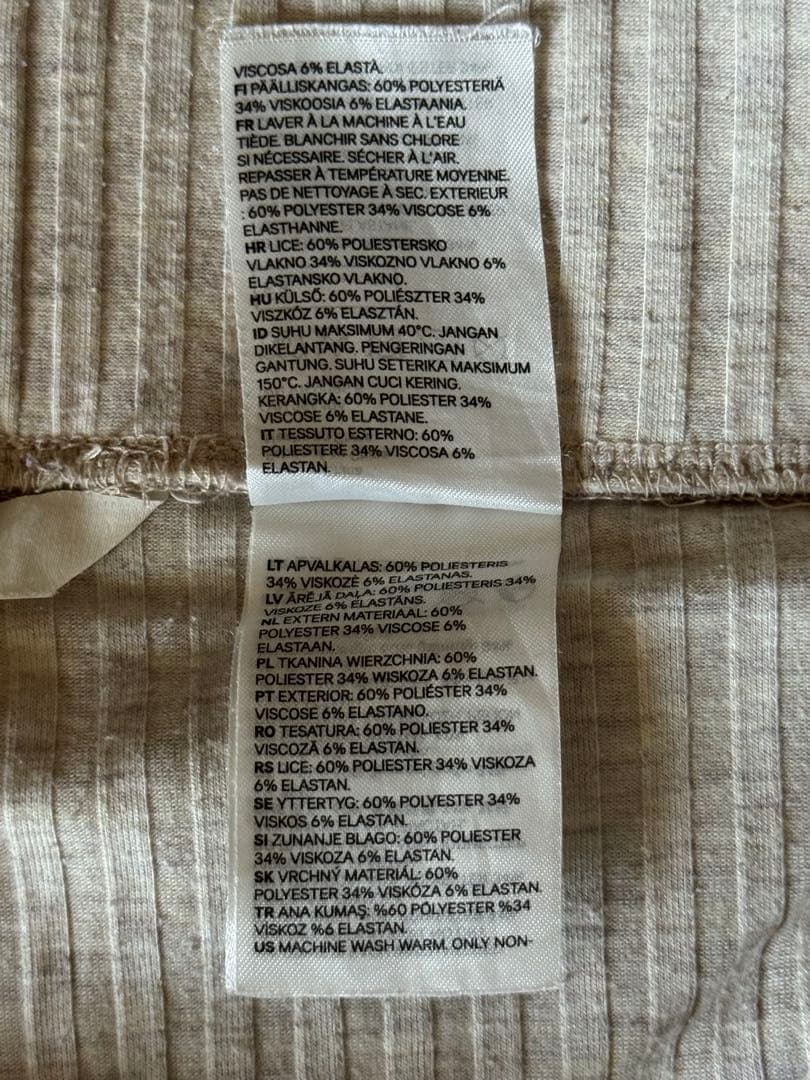 VISCOSA 6% ELASTÀ.
FI PÄÄLLISKANGAS: 60% POLYESTERIÄ
34% VISKOOSIA 6% ELASTAANIA.
FR LAVER À LA MACHINE À L'EAU
TIÈDE. BLANCHIR SANS CHLORE
SI NÉCESSAIRE. SÉCHER À L'AIR.
REPASSER À TEMPÉRATURE MOYENNE.
PAS DE NETTOYAGE À SEC. EXTERIEUR
: 60% POLYESTER 34% VISCOSE 6%
ELASTHANNE.
HR LICE: 60% POLIESTERSKO
VLAKNO 34% VISKOZNO VLAKNO 6%
ELASTANSKO VLAKNO.
HU KÜLSŐ: 60% POLIÉSZTER 34%
VISZKÓZ 6% ELASZTÁN.
ID SUHU MAKSIMUM 40°C. JANGAN
DIKELANTANG. PENGERINGAN
GANTUNG. SUHU SETERIKA MAKSIMUM
150°C. JANGAN CUCI KERING.
KERANGKA: 60% POLIESTER 34%
VISCOSE 6% ELASTANE.
IT TESSUTO ESTERNO: 60%
POLIESTERE 34% VISCOSA 6%
ELASTAN.
LT APVALKALAS: 60% POLIESTERIS
34% VISKOZĖ 6% ELASTANAS.
LV ĀRĒJĀ DAĻA: 60% POLIESTERIS 34%
VISKOZE 6% ELASTĀNS.
NL EXTERN MATERIAAL: 60%
POLYESTER 34% VISCOSE 6%
ELASTAAN.
PL TKANINA WIERZCHNIA: 60%
POLIESTER 34% WISKOZA 6% ELASTAN.
PT EXTERIOR: 60% POLIÉSTER 34%
VISCOSE 6% ELASTANO.
RO TESATURA: 60% POLIESTER 34%
VISCOZĂ 6% ELASTAN.
RS LICE: 60% POLIESTER 34% VISKOZA
6% ELASTAN.
SE YTTERTYG: 60% POLYESTER 34%
VISKOS 6% ELASTAN.
SI ZUNANJE BLAGO: 60% POLIESTER
34% VISKOZA 6% ELASTAN.
SK VRCHNÝ MATERIÁL: 60%
POLYESTER 34% VISKÓZA 6% ELASTAN.
TR ANA KUMAŞ: %60 POLYESTER %34
VİSKOZ %6 ELASTAN.
US MACHINE WASH WARM. ONLY NON-